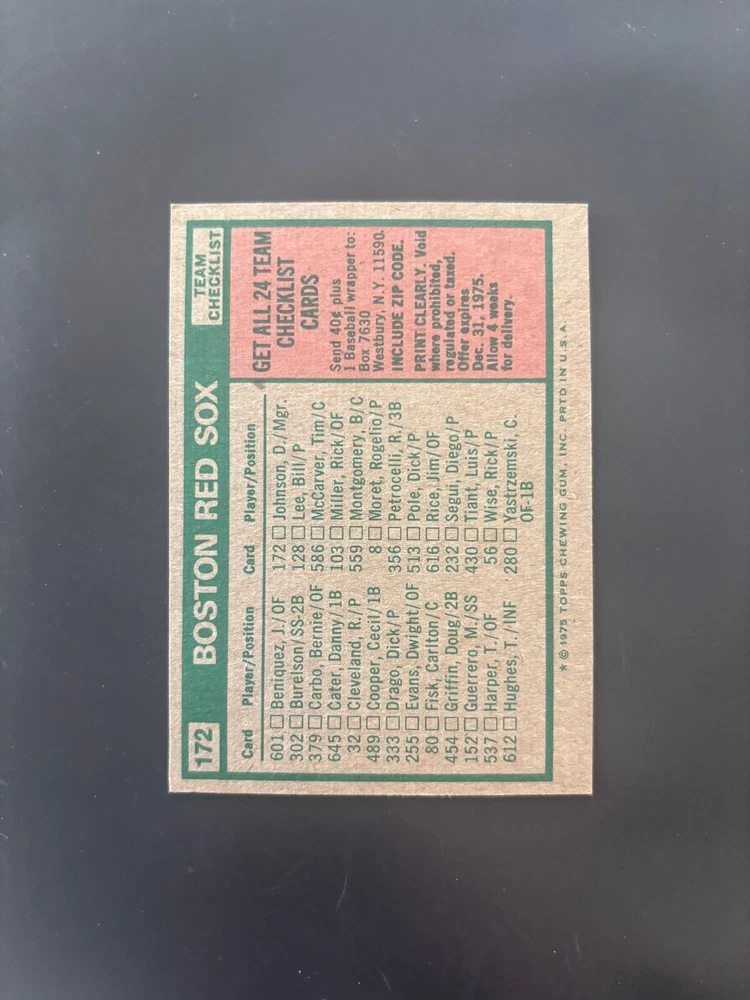 172 BOSTON RED SOX TEAM CHECKLIST
Card Player/Position
601 Beniquez, J./OF
302 Burelson/SS-2B
379 Carbo, Bernie/OF
645 Cater, Danny/1B
32 Cleveland, R./P
489 Cooper, Cecil/1B
333 Drago, Dick/P
255 Evans, Dwight/OF
80 Fisk, Carlton/C
454 Griffin, Doug/2B
152 Guerrero, M./SS
537 Harper, T./OF
612 Hughes, T./INF
Card Player/Position
172 Johnson, D./Mgr.
128 Lee, Bill/P
586 McCarver, Tim/C
103 Miller, Rick/OF
559 Montgomery, B/C
8 Moret, Rogelio/P
356 Petrocelli, R./3B
513 Pole, Dick/P
616 Rice, Jim/OF
232 Segui, Diego/P
430 Tiant, Luis/P
56 Wise, Rick/P
280 Yastrzemski, C.
OF-1B
GET ALL 24 TEAM
CHECKLIST
CARDS
Send 40¢ plus
1 Baseball wrapper to:
Box 7630
Westbury, N.Y. 11590.
INCLUDE ZIP CODE.
PRINT CLEARLY. Void
where prohibited,
regulated or taxed.
Offer expires
Dec. 31, 1975.
Allow 4 weeks
for delivery.
★ © 1975 TOPPS CHEWING GUM, INC. PRTD IN U.S.A.